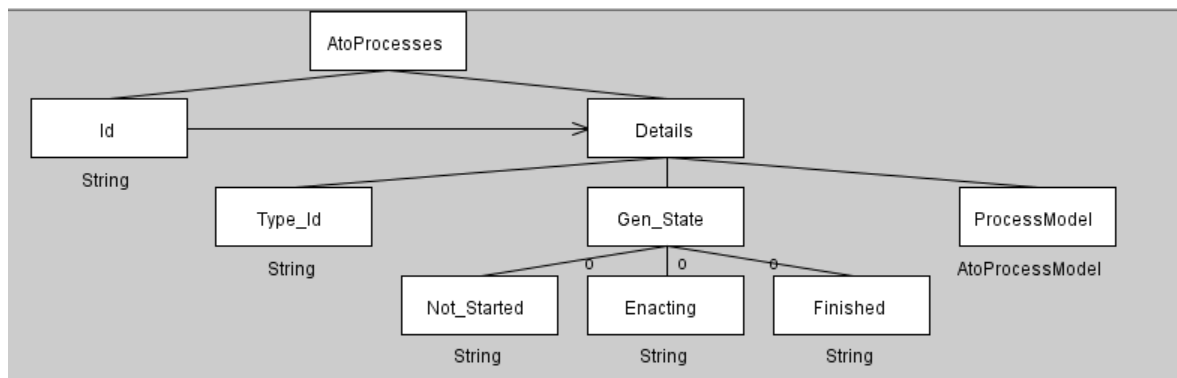 AtoProcesses
Id
Details
String
Type_Id
Gen_State
ProcessModel
String
AtoProcessModel
0
0
0
Not_Started
Enacting
Finished
String
String
String